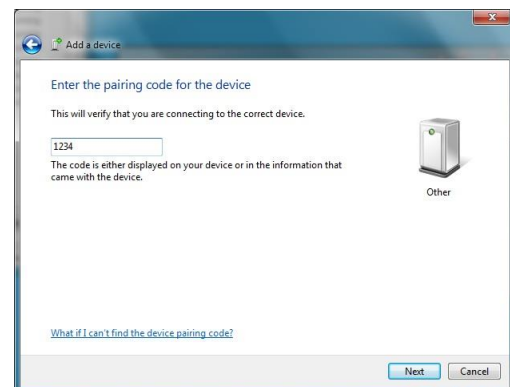 Add a device
Enter the pairing code for the device
This will verify that you are connecting to the correct device.
1234
The code is either displayed on your device or in the information that
came with the device.
Other
What if I can't find the device pairing code?
Next Cancel